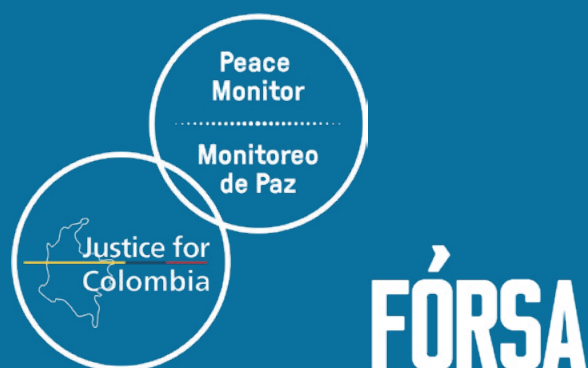 Peace
Monitor
Monitoreo
de Paz
Justice for
Colombia
FÓRSA